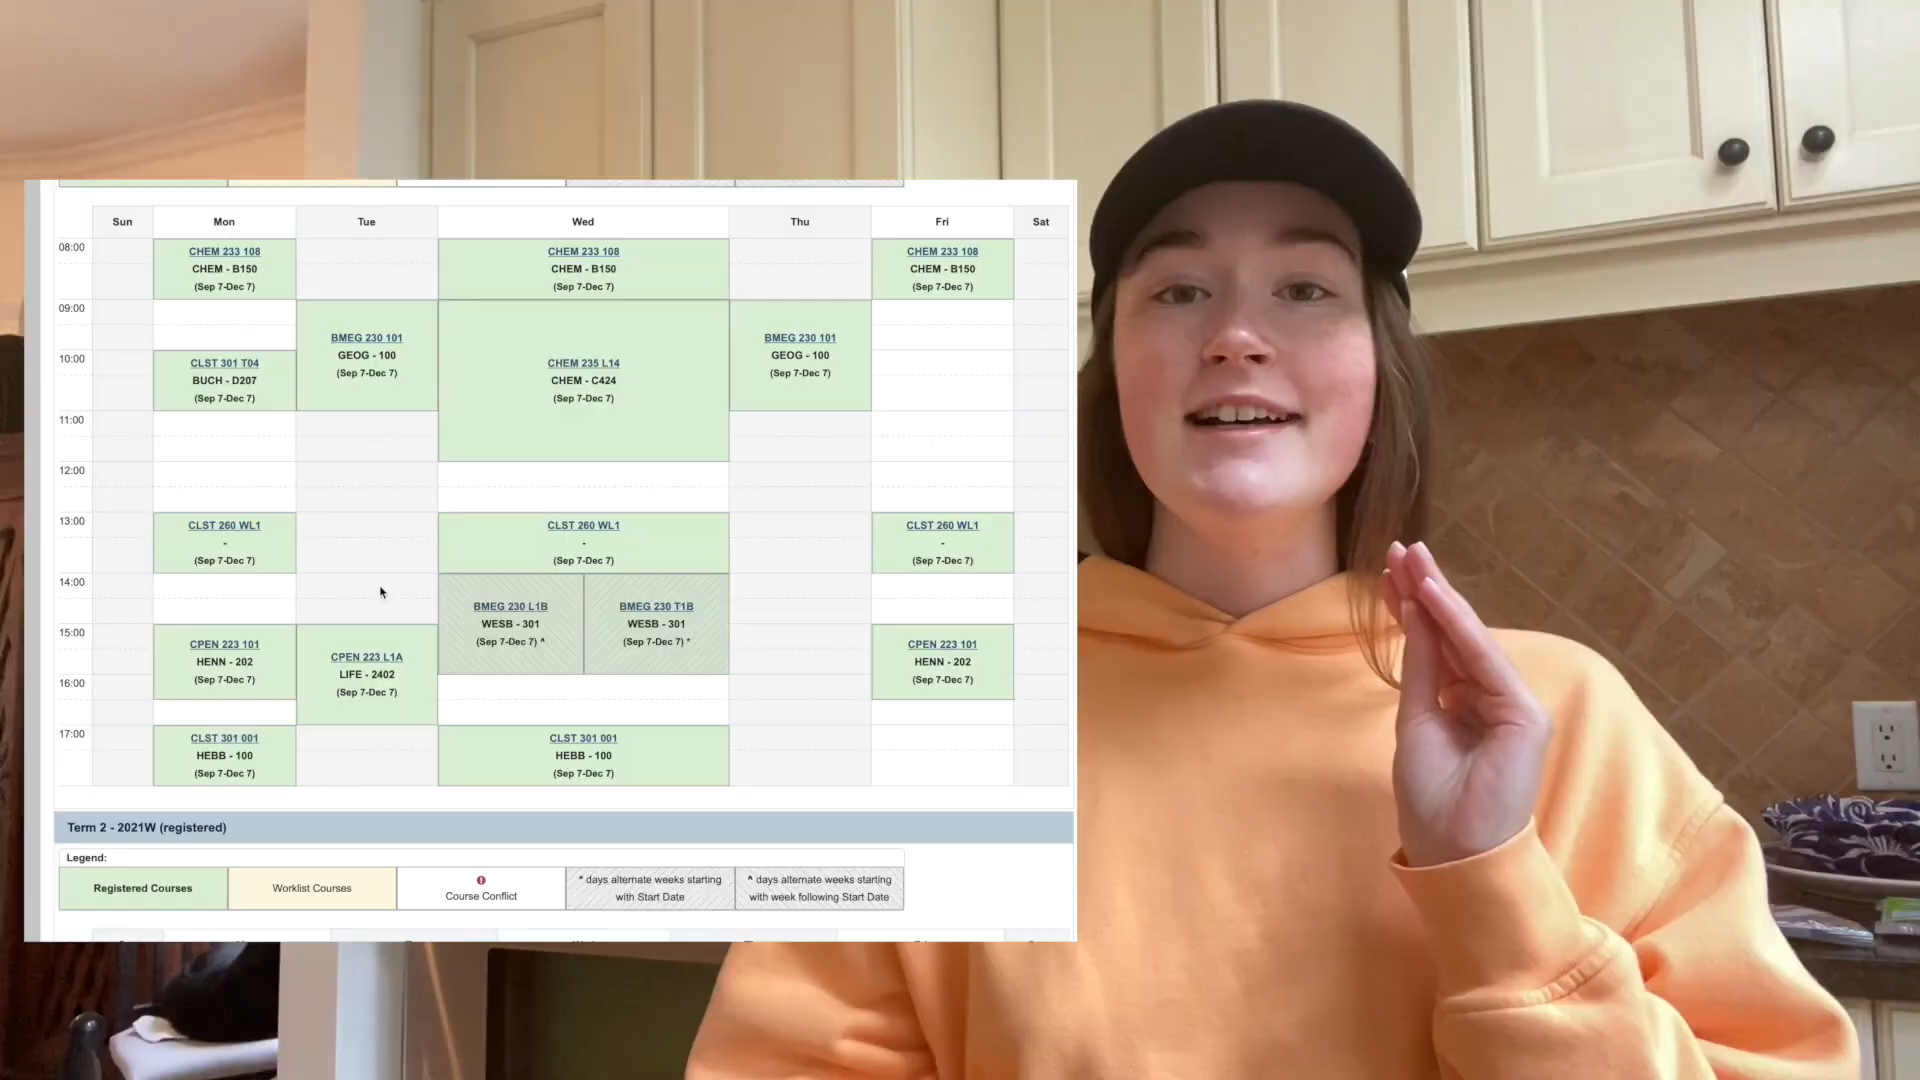 Sun Mon Tue Wed Thu Fri Sat
08:00
CHEM 233 108
CHEM - B150
(Sep 7-Dec 7)
CHEM 233 108
CHEM - B150
(Sep 7-Dec 7)
CHEM 233 108
CHEM - B150
(Sep 7-Dec 7)
09:00
BMEG 230 101
GEOG - 100
(Sep 7-Dec 7)
CHEM 235 L14
CHEM - C424
(Sep 7-Dec 7)
BMEG 230 101
GEOG - 100
(Sep 7-Dec 7)
10:00
CLST 301 T04
BUCH - D207
(Sep 7-Dec 7)
11:00
12:00
13:00
CLST 260 WL1
-
(Sep 7-Dec 7)
CLST 260 WL1
-
(Sep 7-Dec 7)
CLST 260 WL1
-
(Sep 7-Dec 7)
14:00
BMEG 230 L1B
WESB - 301
(Sep 7-Dec 7) ^
BMEG 230 T1B
WESB - 301
(Sep 7-Dec 7) *
15:00
CPEN 223 101
HENN - 202
(Sep 7-Dec 7)
CPEN 223 L1A
LIFE - 2402
(Sep 7-Dec 7)
CPEN 223 101
HENN - 202
(Sep 7-Dec 7)
16:00
17:00
CLST 301 001
HEBB - 100
(Sep 7-Dec 7)
CLST 301 001
HEBB - 100
(Sep 7-Dec 7)
Term 2 - 2021W (registered)
Legend:
Registered Courses
Worklist Courses
Course Conflict
* days alternate weeks starting
with Start Date
^ days alternate weeks starting
with week following Start Date